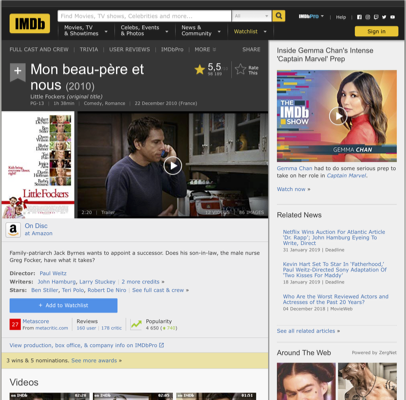 IMDb
Find Movies, TV shows, Celebrities and more...
All
IMDbPro
Help
Movies, TV & Showtimes
Celebs, Events & Photos
News & Community
Watchlist
Sign in
FULL CAST AND CREW | TRIVIA | USER REVIEWS | IMDbPro | MORE
SHARE
Mon beau-père et nous (2010)
Little Fockers (original title)
PG-13 | 1h 38min | Comedy, Romance | 22 December 2010 (France)
5,5
Rate This
Little Fockers
2:20 | Trailer
On Disc
at Amazon
Family-patriarch Jack Byrnes wants to appoint a successor. Does his son-in-law, the male nurse
Greg Focker, have what it takes?
Director: Paul Weitz
Writers: John Hamburg, Larry Stuckey | 2 more credits »
Stars: Ben Stiller, Teri Polo, Robert De Niro | See full cast & crew »
+ Add to Watchlist
27
Metascore
From metacritic.com
Reviews
160 user | 178 critic
Popularity
4 650
View production, box office, & company info on IMDbPro
3 wins & 5 nominations. See more awards »
Videos
Inside Gemma Chan's Intense
'Captain Marvel' Prep
THE IMDb SHOW
GEMMA CHAN
Gemma Chan had to do some serious prep
to take on her role in Captain Marvel.
Watch now »
Related News
Netflix Wins Auction For Atlantic Article
'Dr. Rapp'; John Hamburg Eyeing To
Write, Direct
31 January 2019 | Deadline
Kevin Hart Set To Star In 'Fatherhood,'
Paul Weitz-Directed Sony Adaptation Of
'Two Kisses For Maddy'
18 January 2019 | Deadline
Who Are the Worst Reviewed Actors and
Actresses of the Past 20 Years?
04 December 2018 | MovieWeb
See all related articles »
Around The Web
Powered by ZergNet